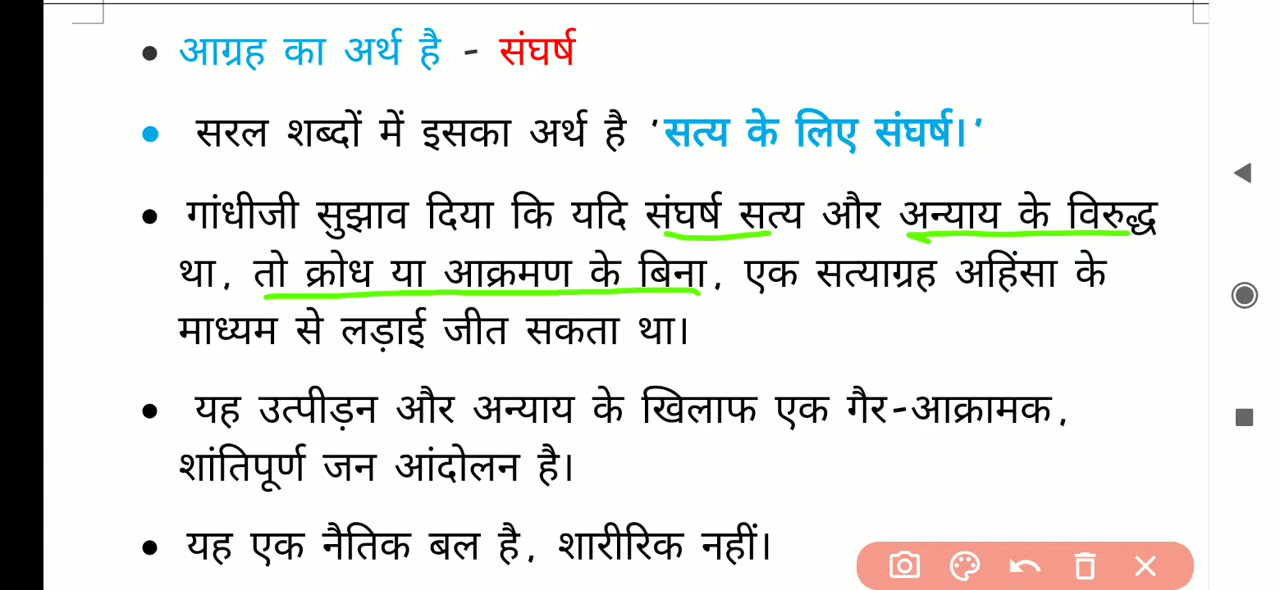 • आग्रह का अर्थ है - संघर्ष
• सरल शब्दों में इसका अर्थ है 'सत्य के लिए संघर्ष।'
• गांधीजी सुझाव दिया कि यदि संघर्ष सत्य और अन्याय के विरुद्ध
था, तो क्रोध या आक्रमण के बिना, एक सत्याग्रह अहिंसा के
माध्यम से लड़ाई जीत सकता था।
• यह उत्पीड़न और अन्याय के खिलाफ एक गैर-आक्रामक,
शांतिपूर्ण जन आंदोलन है।
• यह एक नैतिक बल है, शारीरिक नहीं।